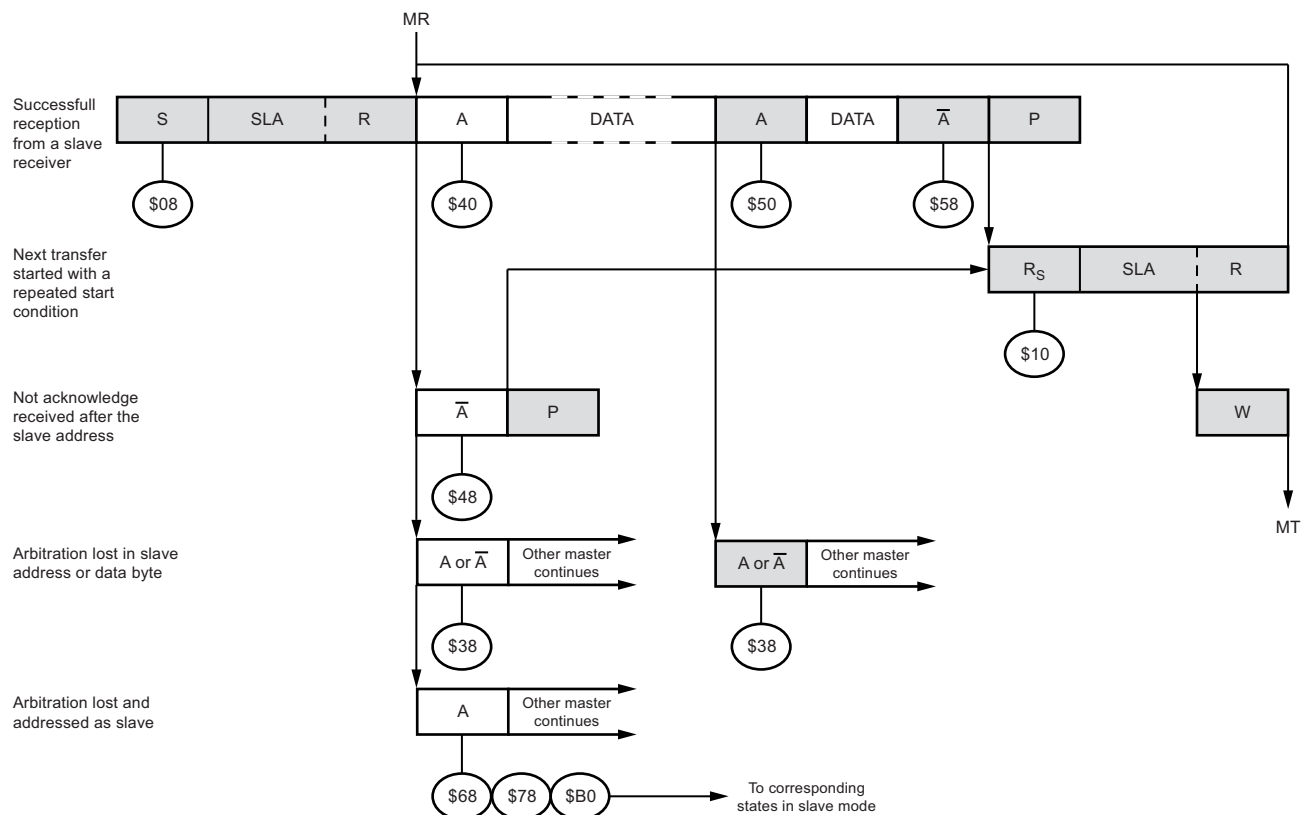 MR
Successfull
reception
from a slave
receiver
S SLA R A DATA A DATA A̅ P
$08 $40 $50 $58
Next transfer
started with a
repeated start
condition
RS SLA R
$10
Not acknowledge
received after the
slave address
A̅ P
W
$48
MT
Arbitration lost in slave
address or data byte
A or A̅
Other master
continues
A or A̅
Other master
continues
$38 $38
Arbitration lost and
addressed as slave
A
Other master
continues
$68 $78 $B0
To corresponding
states in slave mode